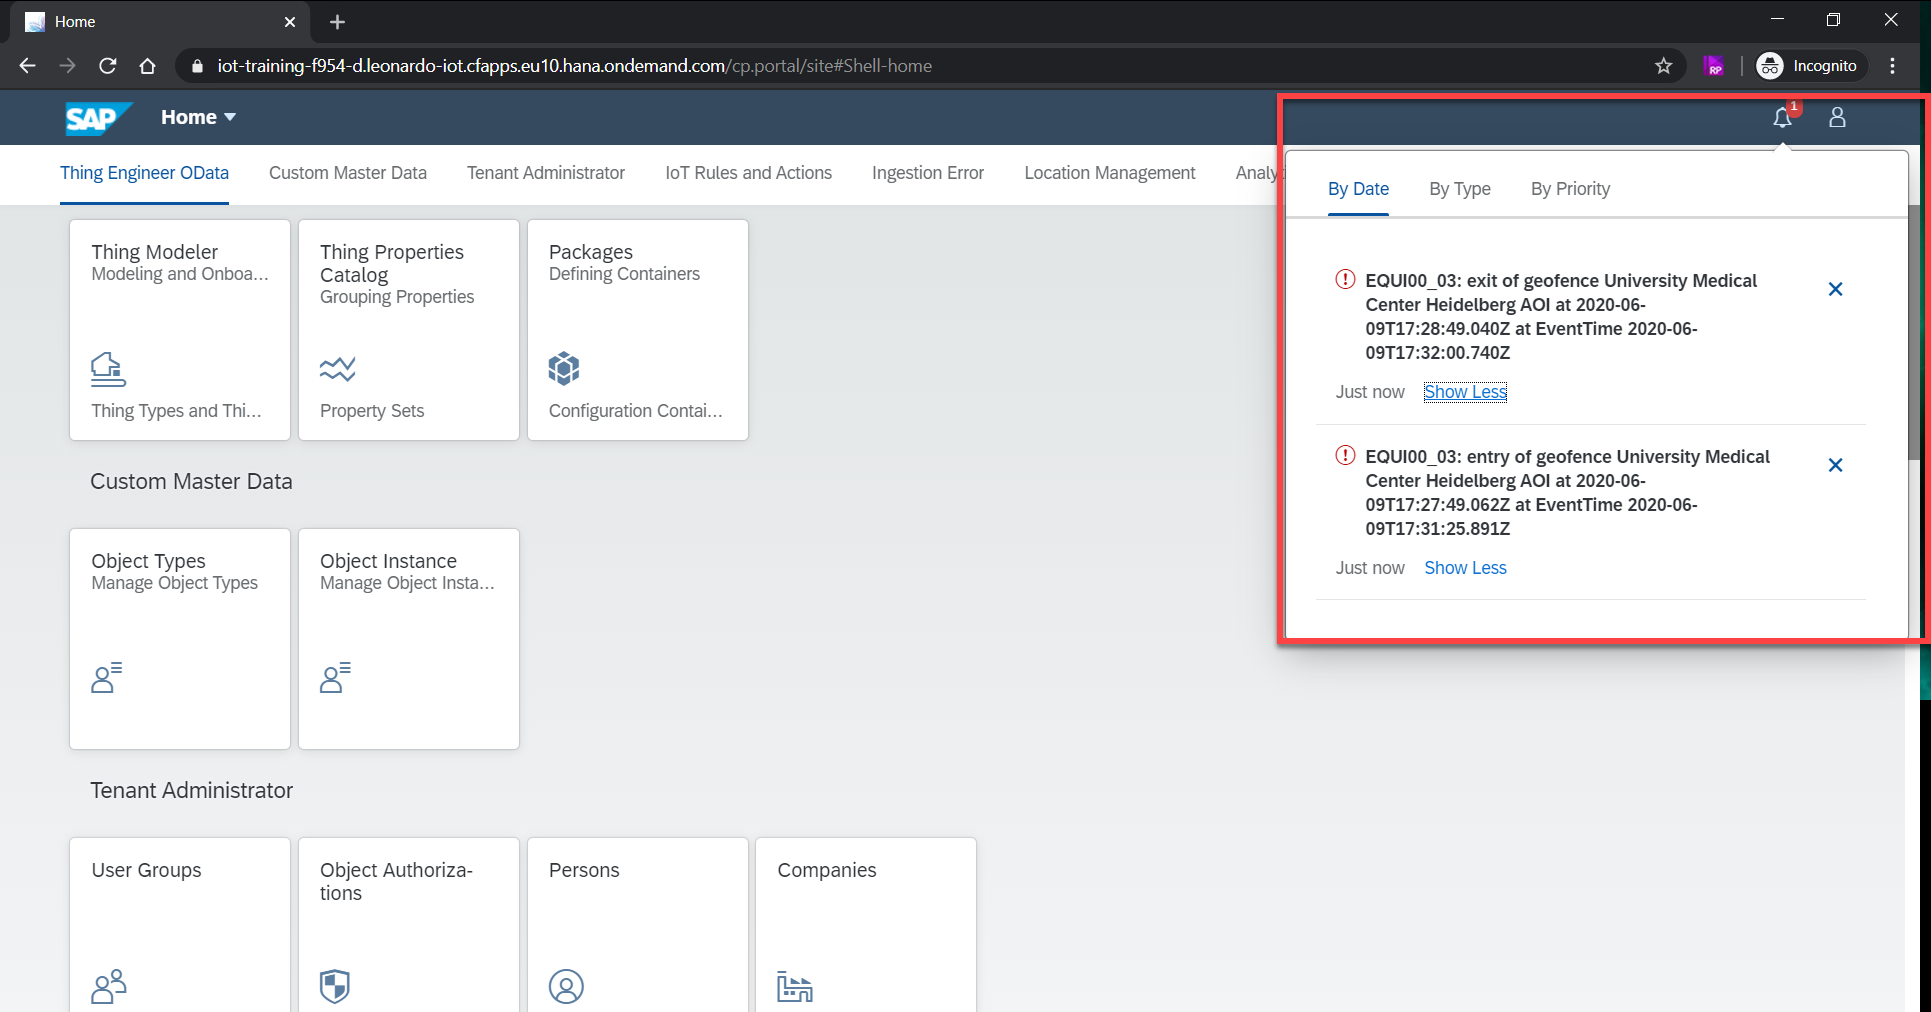 Home
iot-training-f954-d.leonardo-iot.cfapps.eu10.hana.ondemand.com/cp.portal/site#Shell-home
RP
Incognito
SAP
Home
1
Thing Engineer OData
Custom Master Data
Tenant Administrator
IoT Rules and Actions
Ingestion Error
Location Management
Analy
By Date
By Type
By Priority
EQUI00_03: exit of geofence University Medical
Center Heidelberg AOI at 2020-06-
09T17:28:49.040Z at EventTime 2020-06-
09T17:32:00.740Z
Just now
Show Less
EQUI00_03: entry of geofence University Medical
Center Heidelberg AOI at 2020-06-
09T17:27:49.062Z at EventTime 2020-06-
09T17:31:25.891Z
Just now
Show Less
Thing Modeler
Modeling and Onboa...
Thing Types and Thi...
Thing Properties
Catalog
Grouping Properties
Property Sets
Packages
Defining Containers
Configuration Contai...
Custom Master Data
Object Types
Manage Object Types
Object Instance
Manage Object Insta...
Tenant Administrator
User Groups
Object Authoriza-
tions
Persons
Companies